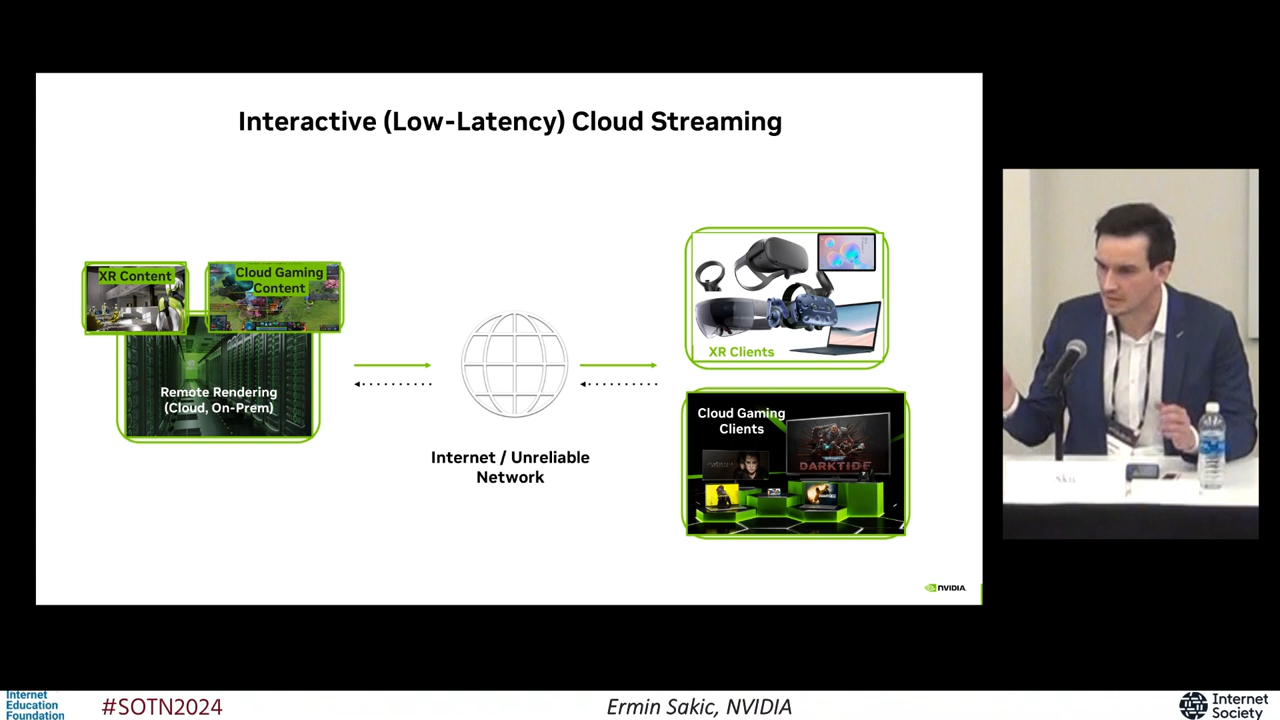 Interactive (Low-Latency) Cloud Streaming
XR Content
Cloud Gaming
Content
Remote Rendering
(Cloud, On-Prem)
Internet / Unreliable
Network
XR Clients
Cloud Gaming
Clients
DARKTIDE
NVIDIA
Internet
Education
Foundation
#SOTN2024
Ermin Sakic, NVIDIA
Internet
Society